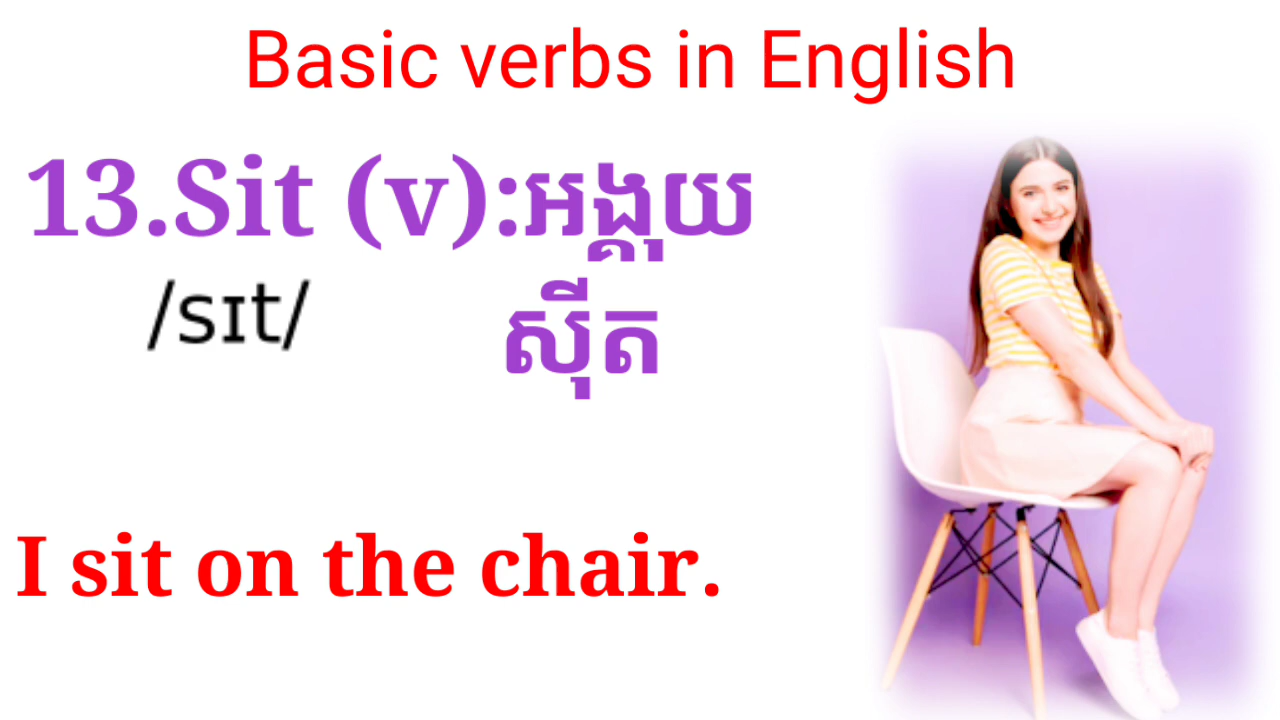 Basic verbs in English
13.Sit (v):អង្គុយ
/sɪt/ ស៊ីត
I sit on the chair.